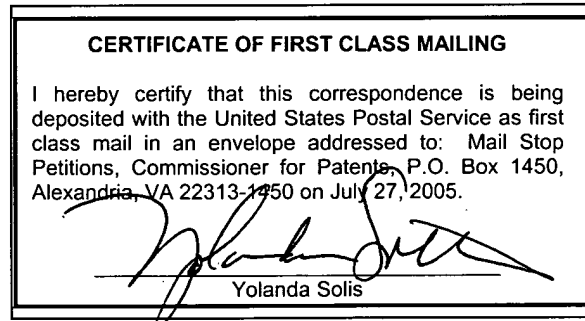 CERTIFICATE OF FIRST CLASS MAILING
I hereby certify that this correspondence is being
deposited with the United States Postal Service as first
class mail in an envelope addressed to: Mail Stop
Petitions, Commissioner for Patents, P.O. Box 1450,
Alexandria, VA 22313-1450 on July 27, 2005.
Yolanda Solis
Yolanda Solis